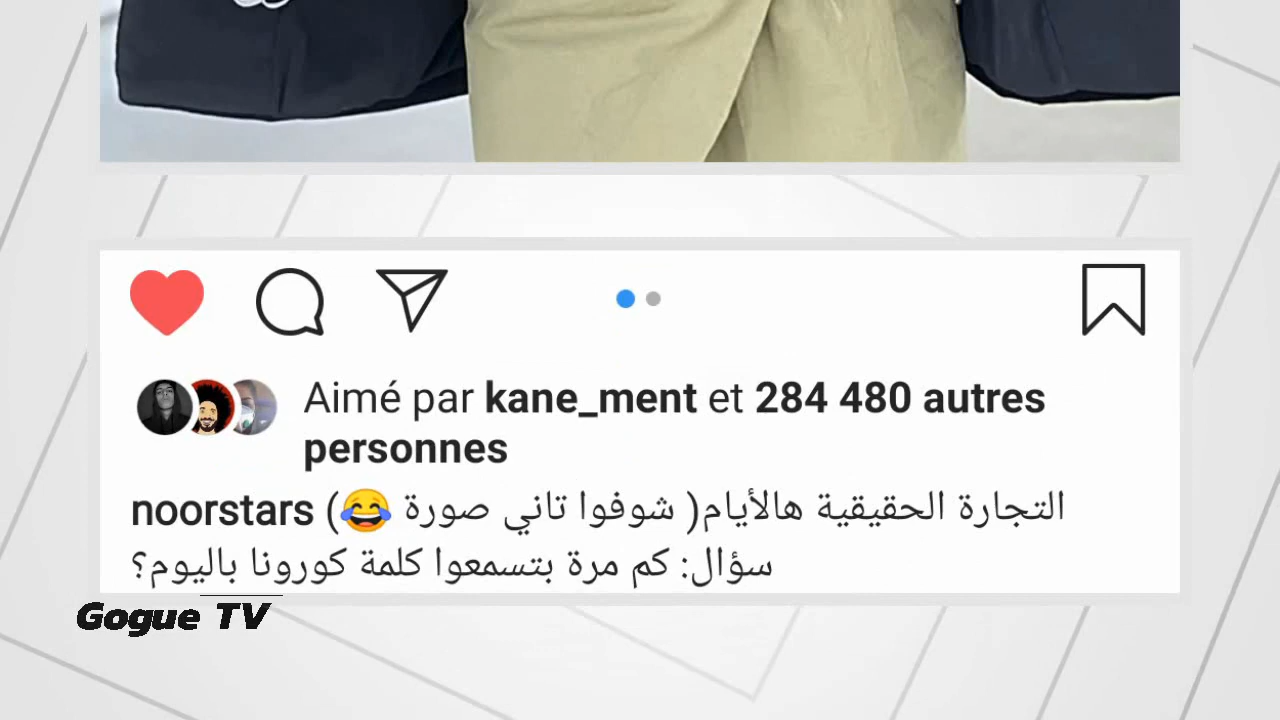 Aimé par kane_ment et 284 480 autres
personnes
noorstars التجارة الحقيقية هالأيام( شوفوا تاني صورة 😂)
سؤال: كم مرة بتسمعوا كلمة كورونا باليوم؟
Gogue TV